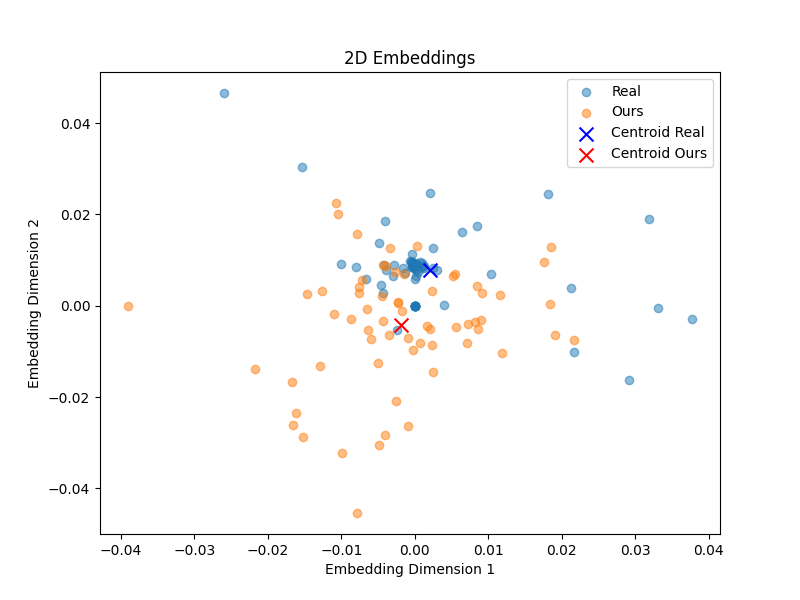 2D Embeddings
Real
Ours
Centroid Real
Centroid Ours
0.04
0.02
0.00
−0.02
−0.04
Embedding Dimension 2
−0.04
−0.03
−0.02
−0.01
0.00
0.01
0.02
0.03
0.04
Embedding Dimension 1